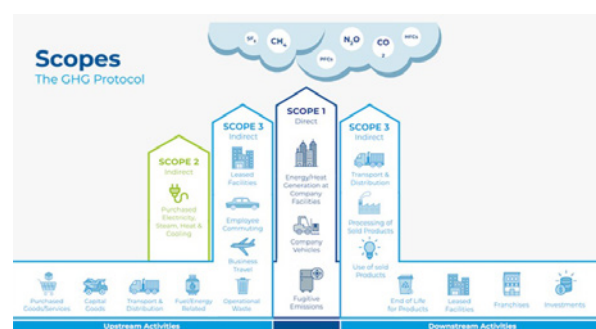 Scopes
The GHG Protocol
SF₆
CH₄
N₂O
CO
2
HFCs
PFCs
SCOPE 2
Indirect
Purchased
Electricity,
Steam, Heat &
Cooling
SCOPE 3
Indirect
Leased
Facilities
Employee
Commuting
Business
Travel
SCOPE 1
Direct
Energy/Heat
Generation at
Company
Facilities
Company
Vehicles
Fugitive
Emissions
SCOPE 3
Indirect
Transport &
Distribution
Processing of
Sold Products
Use of sold
Products
Purchased
Goods/Services
Capital
Goods
Transport &
Distribution
Fuel/Energy
Related
Operational
Waste
End of Life
for Products
Leased
Facilities
Franchises
Investments
Upstream Activities
Downstream Activities